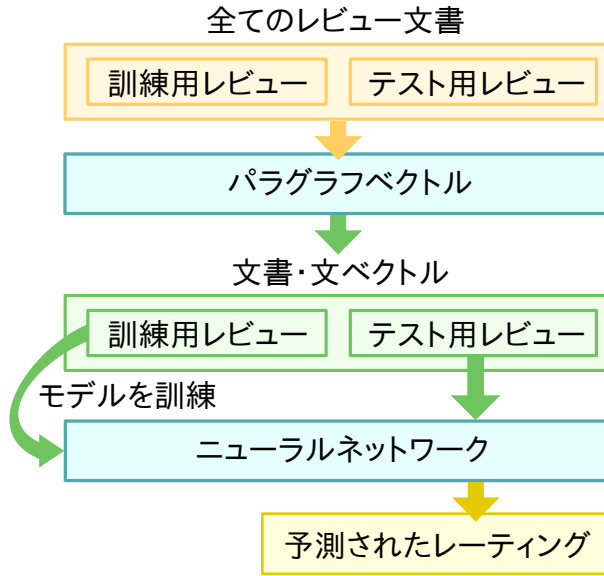 全てのレビュー文書
訓練用レビュー
テスト用レビュー
パラグラフベクトル
文書・文ベクトル
訓練用レビュー
テスト用レビュー
モデルを訓練
ニューラルネットワーク
予測されたレーティング